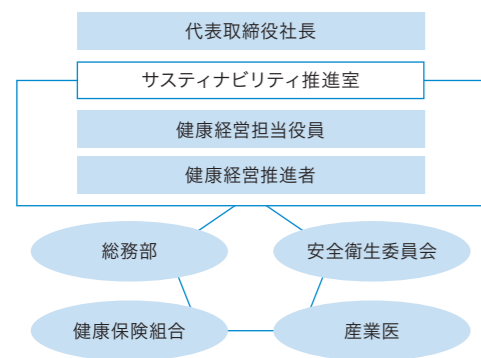 代表取締役社長
サスティナビリティ推進室
健康経営担当役員
健康経営推進者
総務部
安全衛生委員会
健康保険組合
産業医